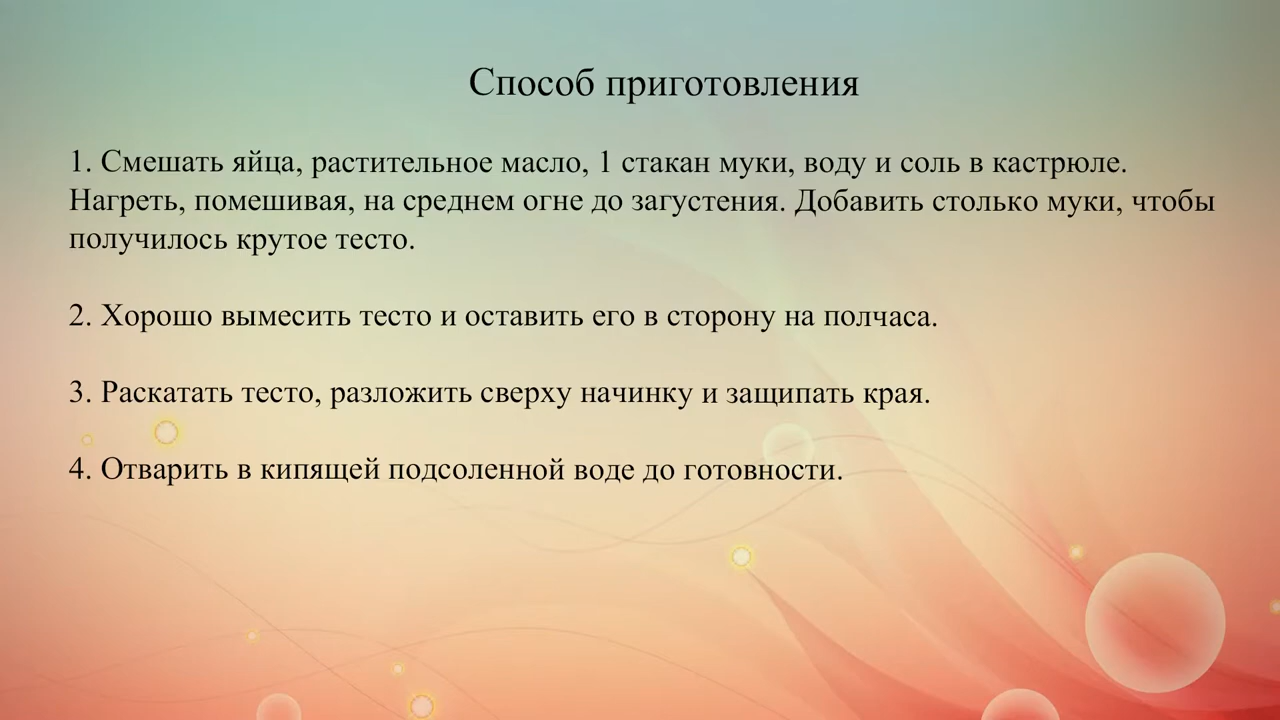 Способ приготовления
1. Смешать яйца, растительное масло, 1 стакан муки, воду и соль в кастрюле.
Нагреть, помешивая, на среднем огне до загустения. Добавить столько муки, чтобы
получилось крутое тесто.
2. Хорошо вымесить тесто и оставить его в сторону на полчаса.
3. Раскатать тесто, разложить сверху начинку и защипать края.
4. Отварить в кипящей подсоленной воде до готовности.